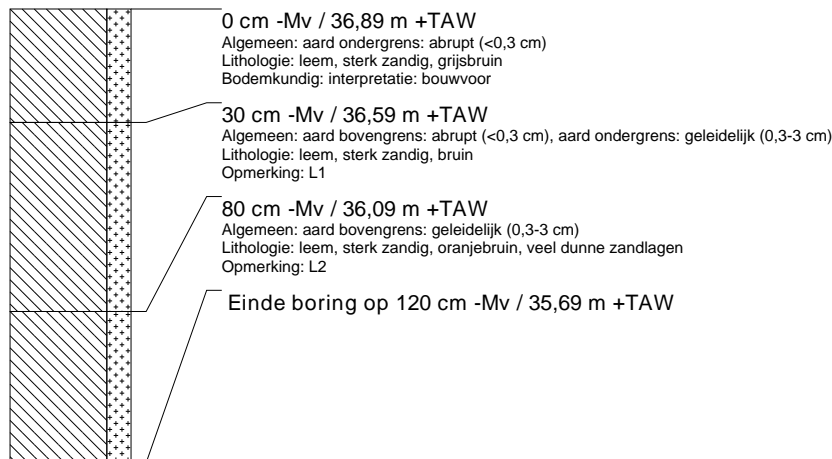 0 cm -Mv / 36,89 m +TAW
Algemeen: aard ondergrens: abrupt (<0,3 cm)
Lithologie: leem, sterk zandig, grijsbruin
Bodemkundig: interpretatie: bouwvoor
30 cm -Mv / 36,59 m +TAW
Algemeen: aard bovengrens: abrupt (<0,3 cm), aard ondergrens: geleidelijk (0,3-3 cm)
Lithologie: leem, sterk zandig, bruin
Opmerking: L1
80 cm -Mv / 36,09 m +TAW
Algemeen: aard bovengrens: geleidelijk (0,3-3 cm)
Lithologie: leem, sterk zandig, oranjebruin, veel dunne zandlagen
Opmerking: L2
Einde boring op 120 cm -Mv / 35,69 m +TAW